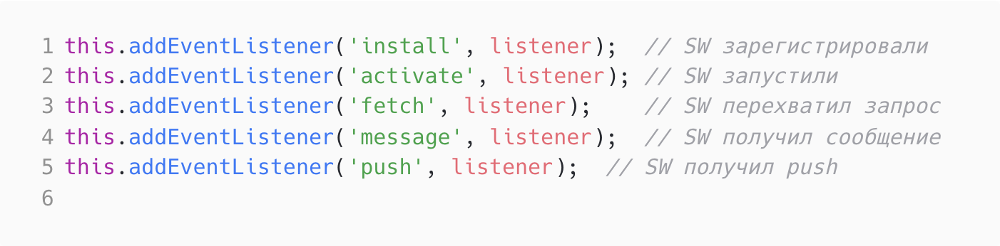 1 this.addEventListener('install', listener);  // SW зарегистрировали
2 this.addEventListener('activate', listener); // SW запустили
3 this.addEventListener('fetch', listener);    // SW перехватил запрос
4 this.addEventListener('message', listener);  // SW получил сообщение
5 this.addEventListener('push', listener);  // SW получил push
6